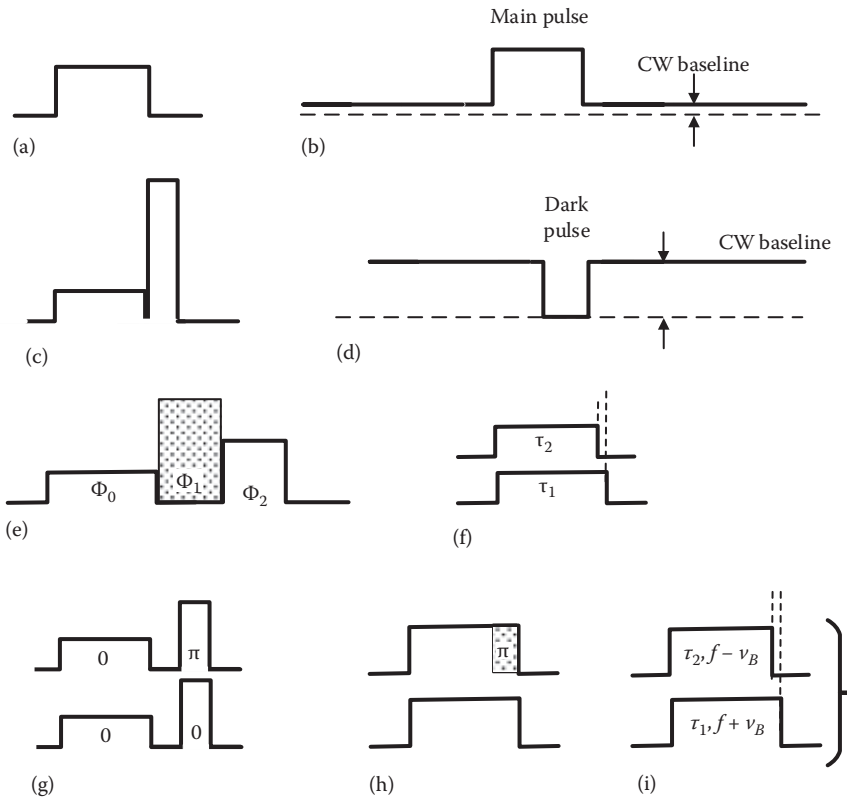 Main pulse
CW baseline
(a)
(b)
Dark
pulse
CW baseline
(c)
(d)
Φ0
Φ1
Φ2
τ2
τ1
(e)
(f)
0
π
π
τ2, f – νB
0
0
τ1, f + νB
(g)
(h)
(i)